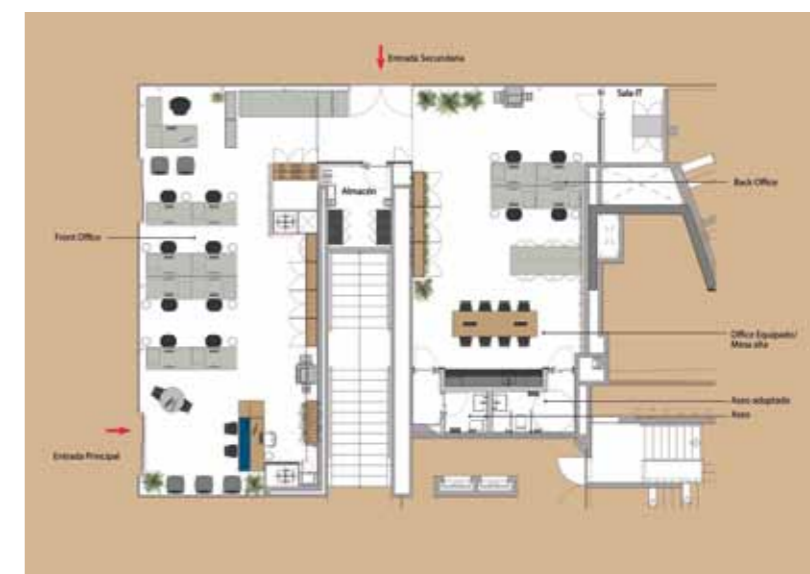 Entrada Secundaria
Sala IT
Back Office
Almacén
Front Office
Office Equipado/
Mesa alta
Aseo adaptado
Aseo
Entrada Principal